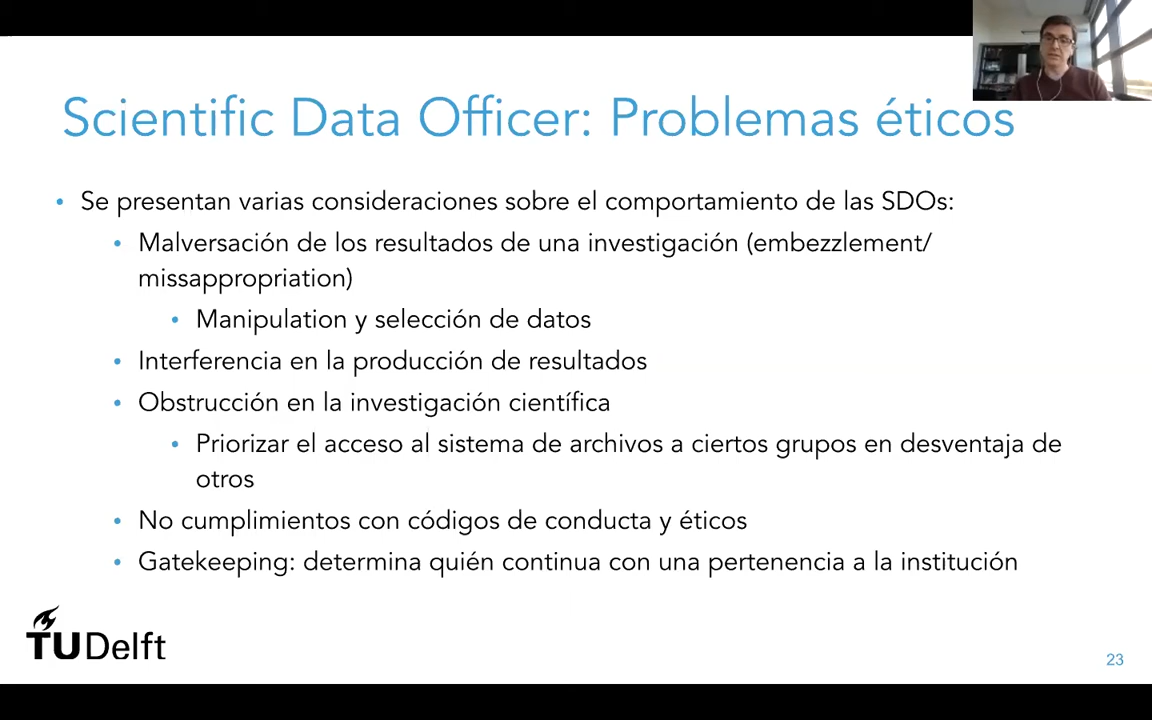 Scientific Data Officer: Problemas éticos
• Se presentan varias consideraciones sobre el comportamiento de las SDOs:
• Malversación de los resultados de una investigación (embezzlement/
missappropriation)
• Manipulation y selección de datos
• Interferencia en la producción de resultados
• Obstrucción en la investigación científica
• Priorizar el acceso al sistema de archivos a ciertos grupos en desventaja de
otros
• No cumplimientos con códigos de conducta y éticos
• Gatekeeping: determina quién continua con una pertenencia a la institución
TU Delft
23